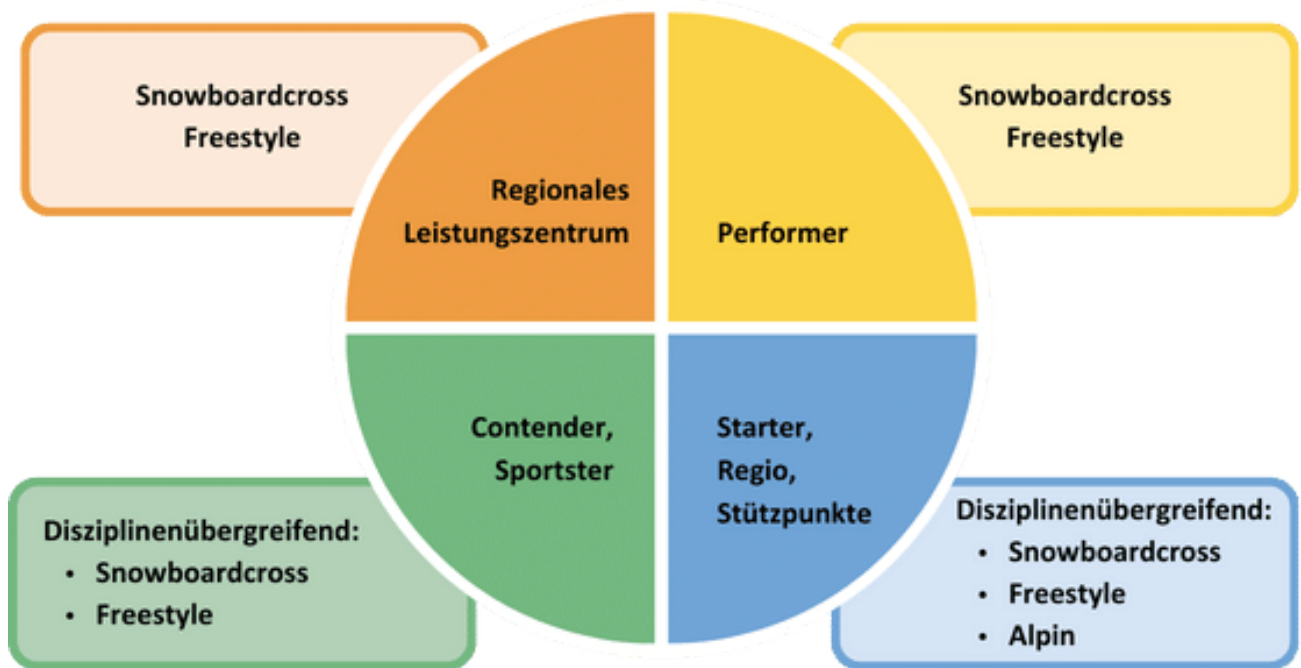 Snowboardcross
Freestyle
Snowboardcross
Freestyle
Regionales
Leistungszentrum
Performer
Contender,
Sportster
Starter,
Regio,
Stützpunkte
Disziplinenübergreifend:
• Snowboardcross
• Freestyle
Disziplinenübergreifend:
• Snowboardcross
• Freestyle
• Alpin